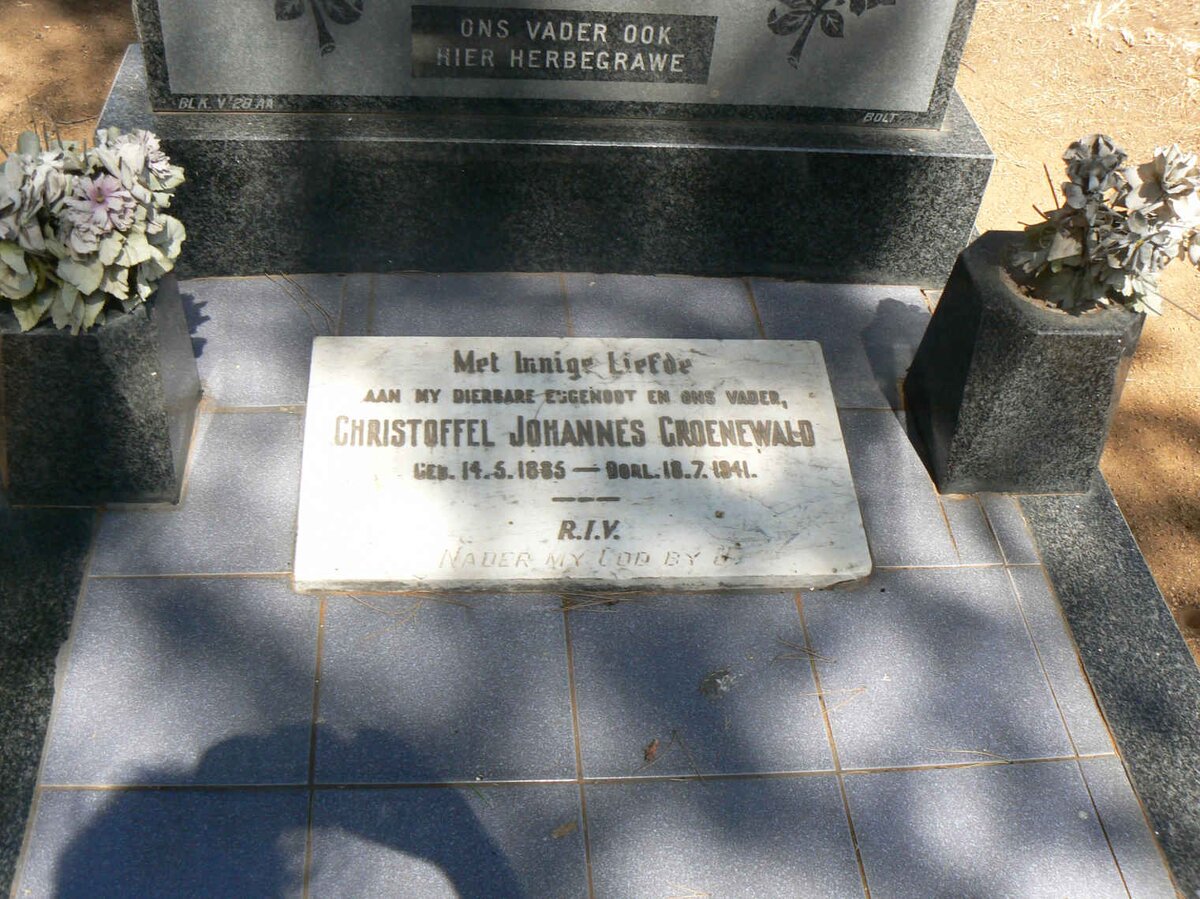 ONS VADER OOK
HIER HERBEGRAWE
BLK. V. 28 AA
BOLT
Met Innige Liefde
AAN MY DIERBARE EGGENOOT EN ONS VADER,
CHRISTOFFEL JOHANNES GROENEWALD
GEB. 14.5.1885 — OORL. 18.7.1941.
R.I.V.
NADER MY GOD BY U.